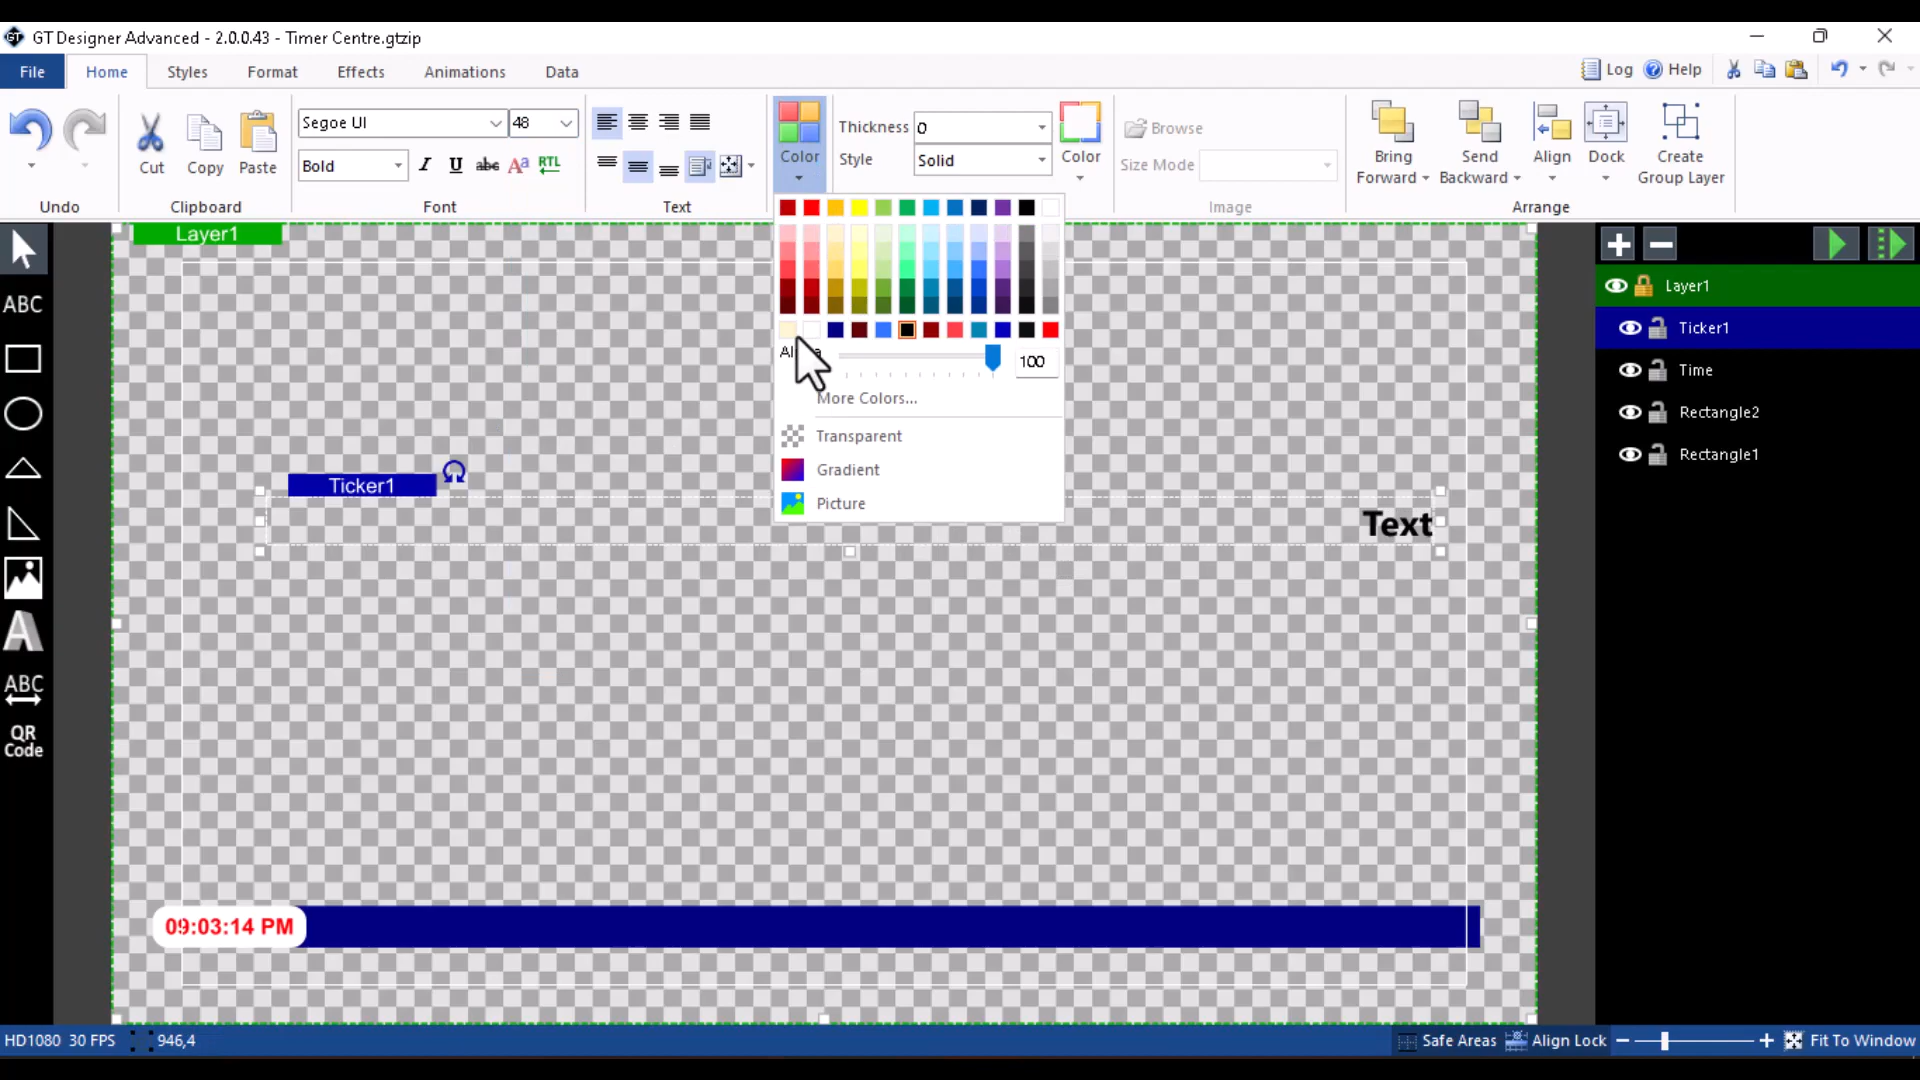 GT Designer Advanced - 2.0.0.43 - Timer Centre.gtzip
File Home Styles Format Effects Animations Data Log Help
Segoe UI 48 Thickness 0 Browse
Bold RTL Style Solid Size Mode
Cut Copy Paste Color Color Bring Forward Send Backward Align Dock Create Group Layer
Undo Clipboard Font Text Image Arrange
Layer1
Layer1
ABC
Ticker1
100
Time
More Colors...
Rectangle2
Transparent
Rectangle1
Gradient
Ticker1
Picture
Text
ABC
QR
Code
09:03:14 PM
HD1080 30 FPS 946,4 Safe Areas Align Lock Fit To Window